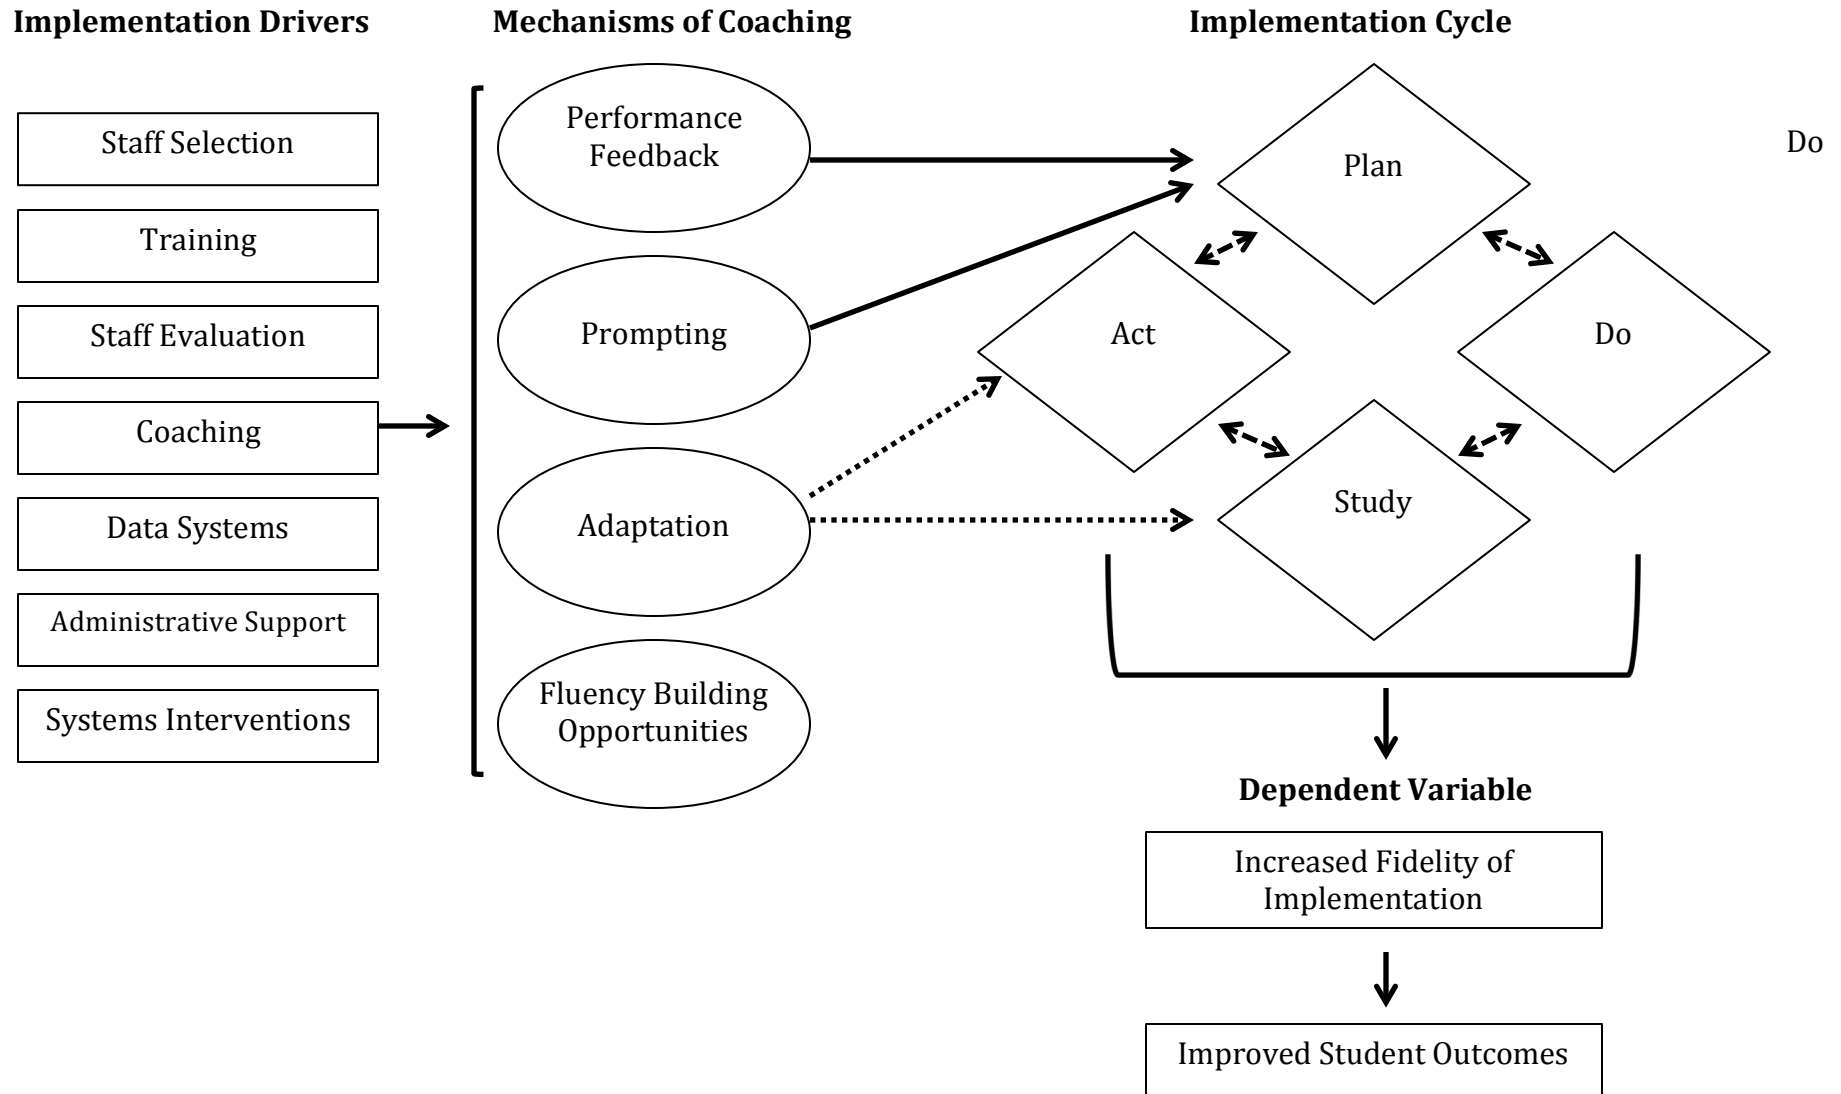 Implementation Drivers
Mechanisms of Coaching
Implementation Cycle
Staff Selection
Training
Staff Evaluation
Coaching
Data Systems
Administrative Support
Systems Interventions
Performance
Feedback
Prompting
Adaptation
Fluency Building
Opportunities
Plan
Do
Act
Do
Study
Dependent Variable
Increased Fidelity of
Implementation
Improved Student Outcomes